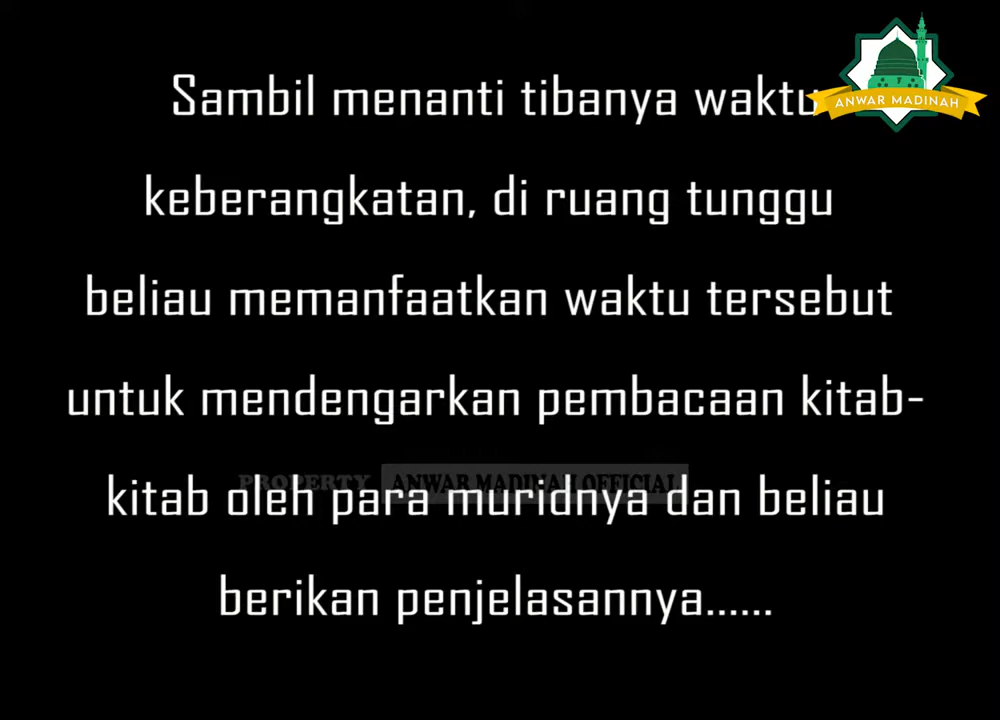 Sambil menanti tibanya waktu
ANWAR MADINAH
keberangkatan, di ruang tunggu
beliau memanfaatkan waktu tersebut
untuk mendengarkan pembacaan kitab-
PROPERTY ANWAR MADINAH OFFICIAL
kitab oleh para muridnya dan beliau
berikan penjelasannya......